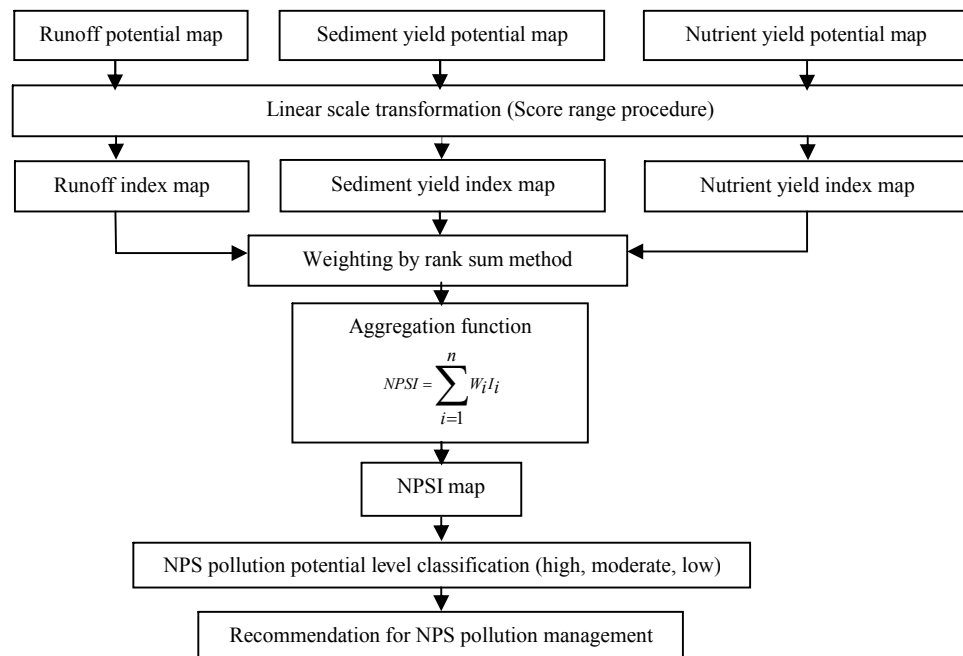 Runoff potential map
Sediment yield potential map
Nutrient yield potential map
Linear scale transformation (Score range procedure)
Runoff index map
Sediment yield index map
Nutrient yield index map
Weighting by rank sum method
Aggregation function
n
NPSI = ∑ WiIi
i=1
NPSI map
NPS pollution potential level classification (high, moderate, low)
Recommendation for NPS pollution management